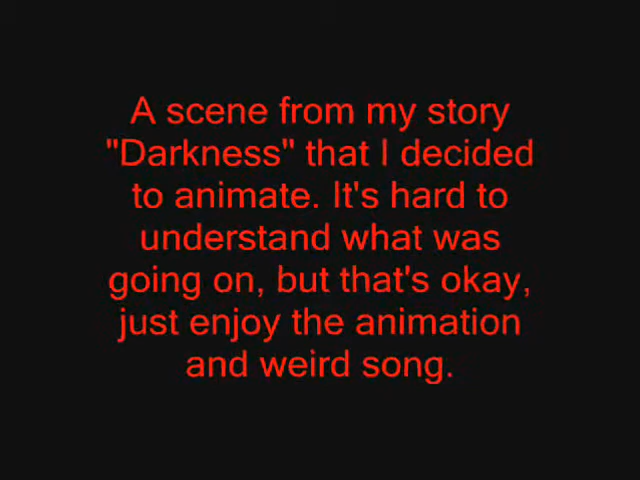 A scene from my story
"Darkness" that I decided
to animate. It's hard to
understand what was
going on, but that's okay,
just enjoy the animation
and weird song.